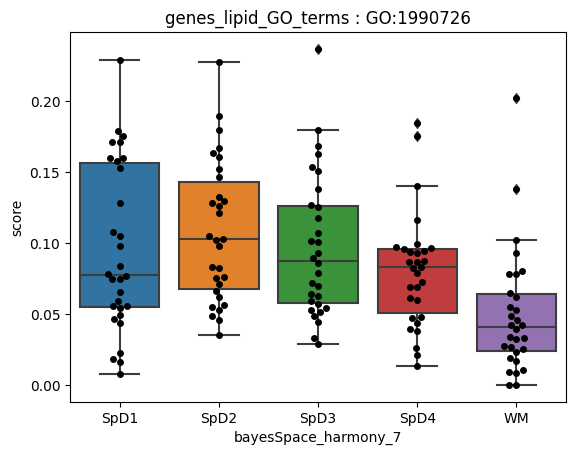 genes_lipid_GO_terms : GO:1990726
score
0.20
0.15
0.10
0.05
0.00
SpD1 SpD2 SpD3 SpD4 WM
bayesSpace_harmony_7